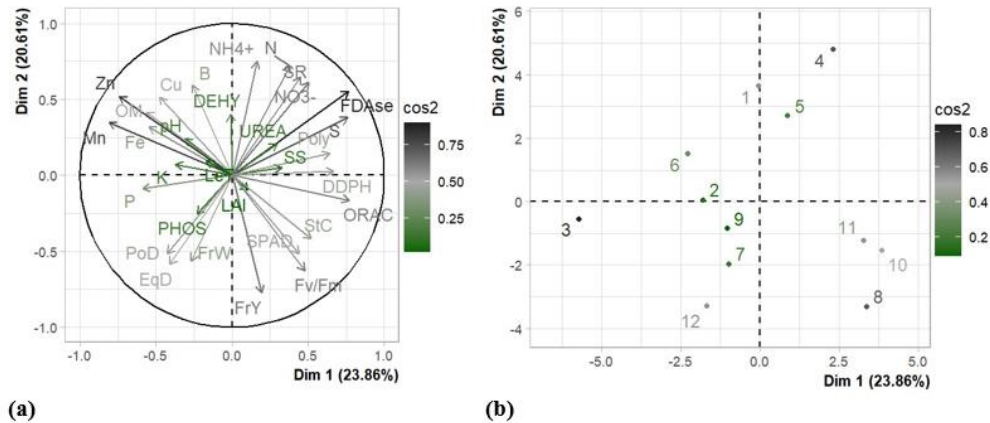 1.0
0.5
0.0
-0.5
-1.0
Dim 2 (20.61%)
NH4+ N
SR
Zn Cu B
NO3-
OM DEHY FDAse
pH UREA S
Mn Fe Poly
SS
K Le DDPH
P LAI ORAC
PHOS StC
PoD FrW SPAD
EqD Fv/Fm
FrY
-1.0 -0.5 0.0 0.5 1.0
Dim 1 (23.86%)
cos2
0.75
0.50
0.25
(a)
6
4
2
0
-2
-4
Dim 2 (20.61%)
4
1 5
6
2
3 9 11
7 10
12 8
-5.0 -2.5 0.0 2.5 5.0
Dim 1 (23.86%)
cos2
0.8
0.6
0.4
0.2
(b)